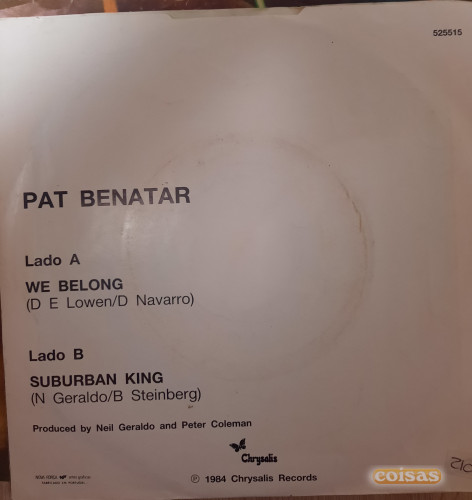 525515
PAT BENATAR
Lado A
WE BELONG
(D E Lowen/D Navarro)
Lado B
SUBURBAN KING
(N Geraldo/B Steinberg)
Produced by Neil Geraldo and Peter Coleman
Chrysalis
℗ 1984 Chrysalis Records
coisas